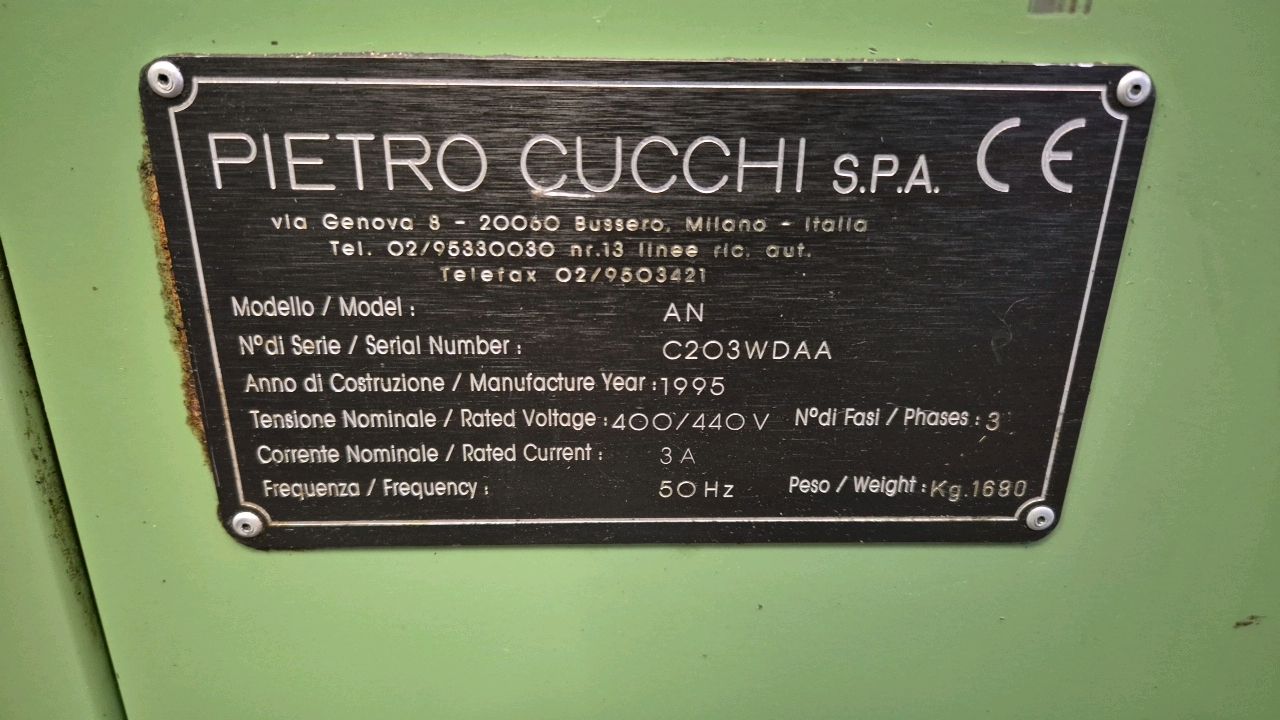 PIETRO CUCCHI S.P.A. CE
via Genova 8 - 20060 Bussero, Milano - Italia
Tel. 02/95330030 nr.13 linee ric. aut.
Telefax 02/9503421
Modello / Model : AN
N°di Serie / Serial Number : C203WDAA
Anno di Costruzione / Manufacture Year : 1995
Tensione Nominale / Rated Voltage : 400/440 V N°di Fasi / Phases : 3
Corrente Nominale / Rated Current : 3 A
Frequenza / Frequency : 50 Hz Peso / Weight : Kg.1680